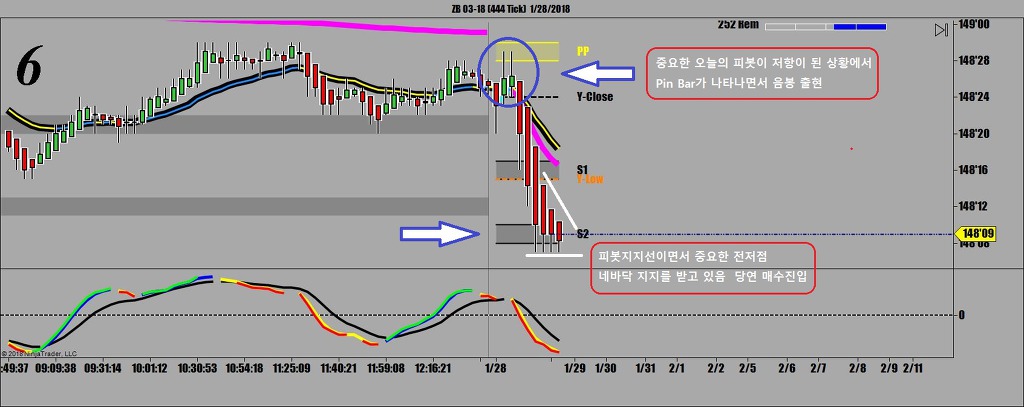 ZB 03-18 (444 Tick) 1/28/2018
252 Rem
149'00
6
PP
중요한 오늘의 피봇이 저항이 된 상황에서
Pin Bar가 나타나면서 음봉 출현
148'28
Y-Close
148'24
148'20
S1
148'16
Y-Low
148'12
S2
148'09
148'08
피봇지지선이면서 중요한 전저점
네바닥 지지를 받고 있음 당연 매수진입
0
© 2018 NinjaTrader, LLC
:49:37 09:09:38 09:31:14 10:01:12 10:30:53 10:54:18 11:25:09 11:40:21 11:59:08 12:16:21 1/28 1/29 1/30 1/31 2/1 2/2 2/5 2/6 2/7 2/8 2/9 2/11